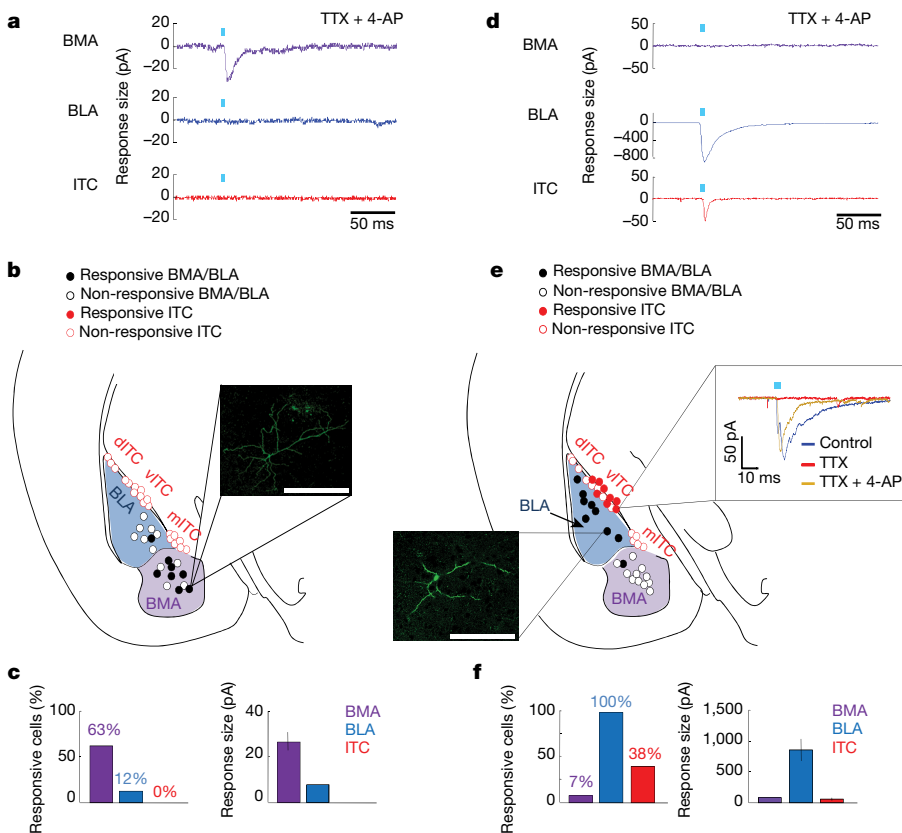 a
TTX + 4-AP
Response size (pA)
BMA
20
0
–20
BLA
20
0
–20
ITC
20
0
–20
50 ms
d
TTX + 4-AP
Response size (pA)
BMA
50
0
–50
BLA
0
–400
–800
ITC
50
0
–50
50 ms
b
Responsive BMA/BLA
Non-responsive BMA/BLA
Responsive ITC
Non-responsive ITC
dITC
vITC
mITC
BLA
BMA
e
Responsive BMA/BLA
Non-responsive BMA/BLA
Responsive ITC
Non-responsive ITC
dITC
vITC
mITC
BLA
BMA
50 pA
10 ms
Control
TTX
TTX + 4-AP
c
Responsive cells (%)
100
50
0
63%
12%
0%
Response size (pA)
40
20
0
BMA
BLA
ITC
f
Responsive cells (%)
100
50
0
7%
100%
38%
Response size (pA)
1,500
1,000
500
0
BMA
BLA
ITC